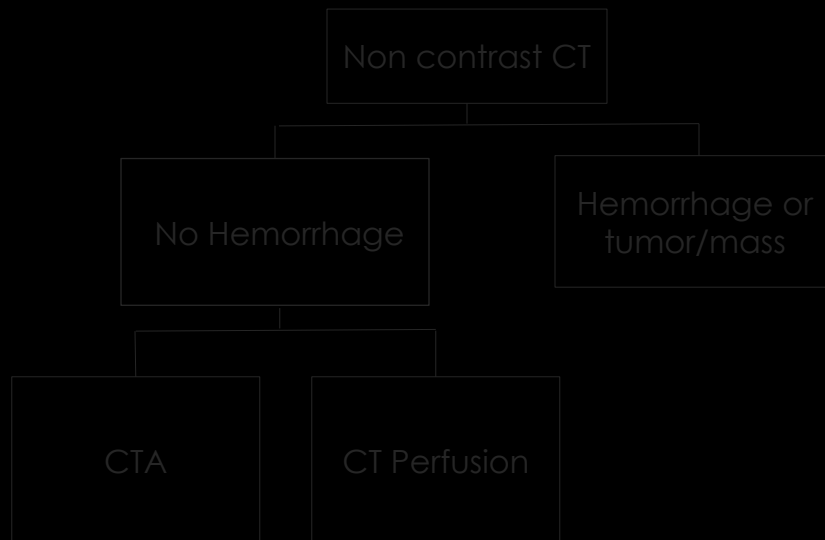 Non contrast CT
No Hemorrhage
Hemorrhage or
tumor/mass
CTA
CT Perfusion